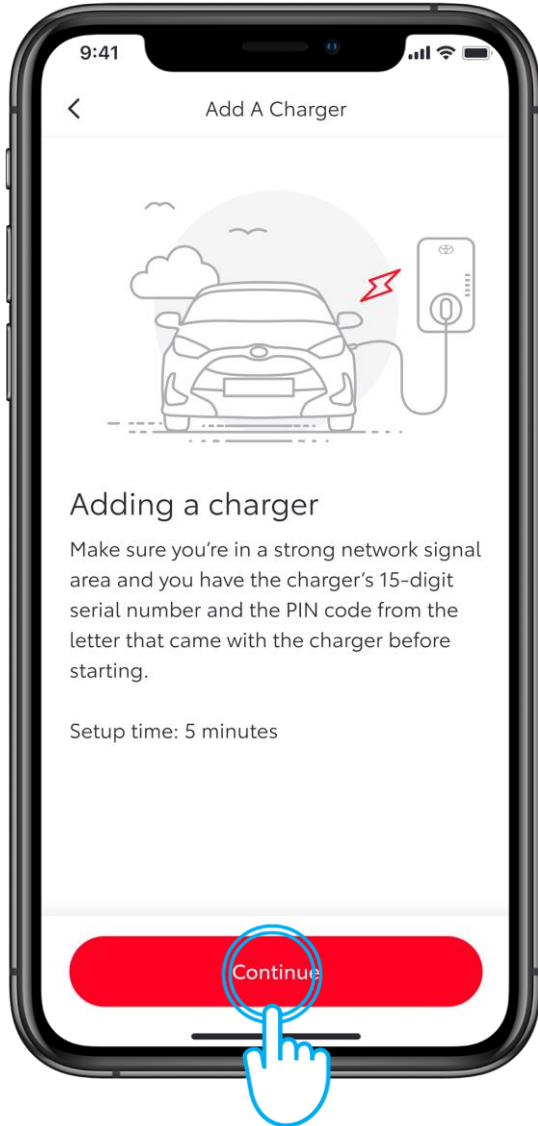 9:41
Add A Charger
Adding a charger
Make sure you’re in a strong network signal
area and you have the charger’s 15-digit
serial number and the PIN code from the
letter that came with the charger before
starting.
Setup time: 5 minutes
Continue